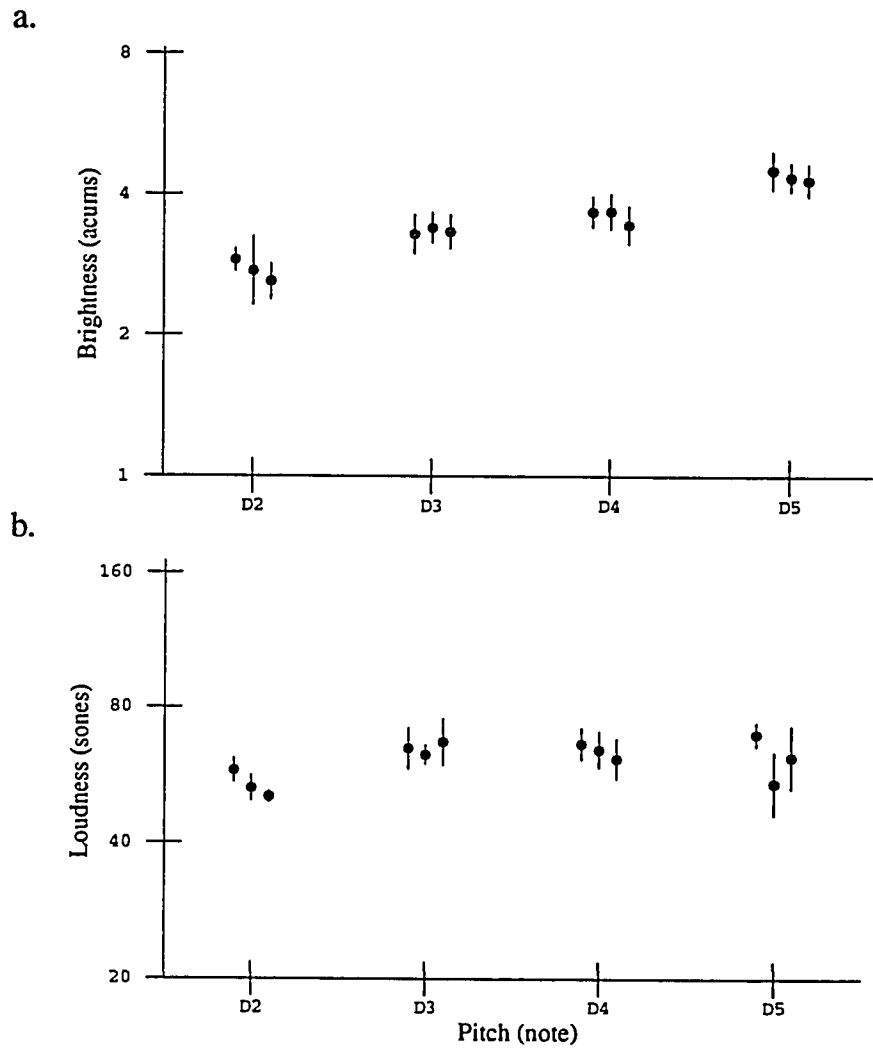 a.
8
4
2
1
Brightness (acums)
D2 D3 D4 D5
b.
160
80
40
20
Loudness (sones)
D2 D3 D4 D5
Pitch (note)